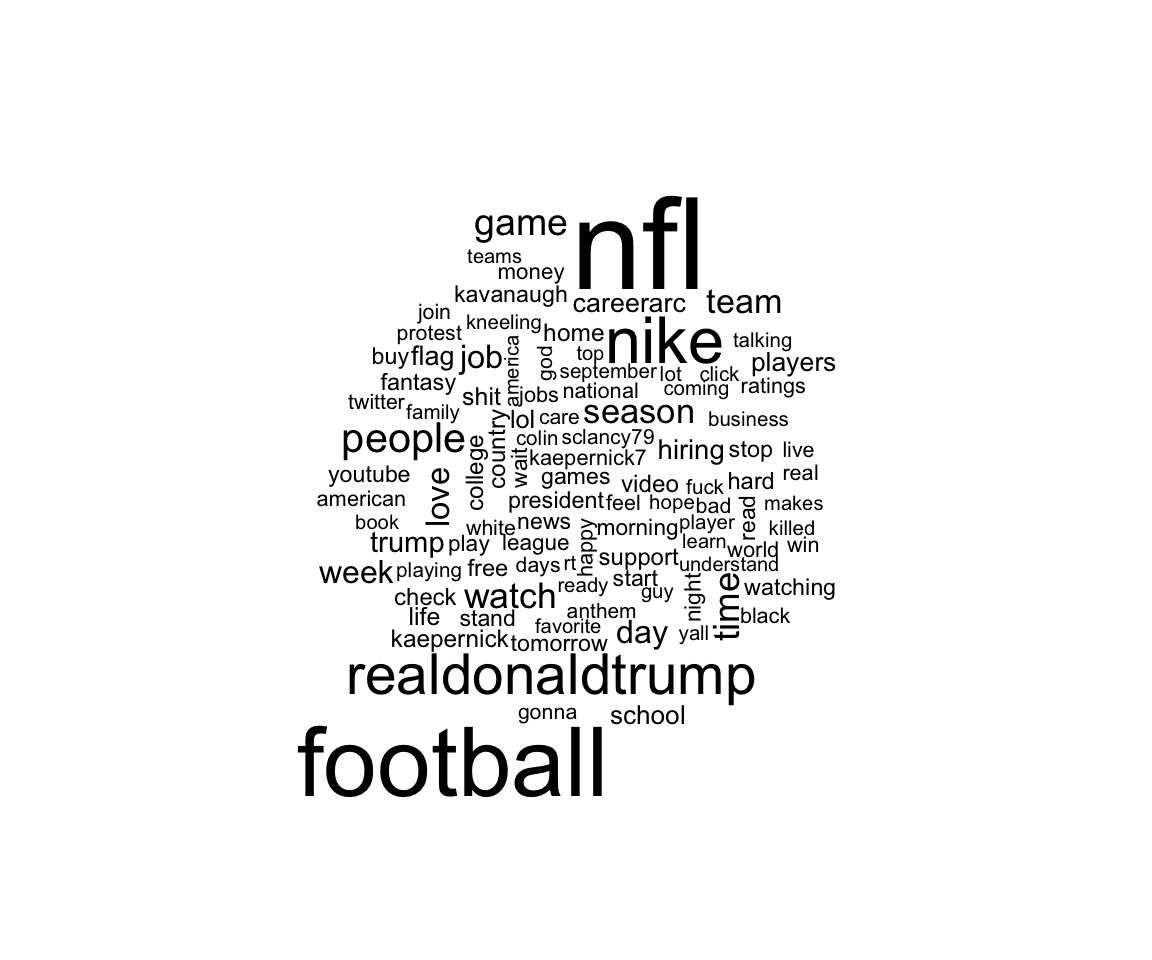 game
nfl
teams
money
kavanaugh
careerarc
team
join
kneeling
protest
home
nike
talking
buy
flag
job
america
god
top
players
september
lot
click
fantasy
shit
jobs
national
coming
ratings
twitter
family
lol
care
season
business
people
country
colin
sclancy79
hiring
stop
live
college
wait
kaepernick7
youtube
love
games
video
fuck
hard
real
american
president
feel
hope
bad
read
makes
book
white
news
happy
morning
player
killed
trump
play
league
learn
world
win
week
playing
free
days
rt
support
understand
check
watch
ready
start
guy
night
time
watching
life
stand
anthem
black
favorite
kaepernick
tomorrow
day
yall
realdonaldtrump
gonna
school
football